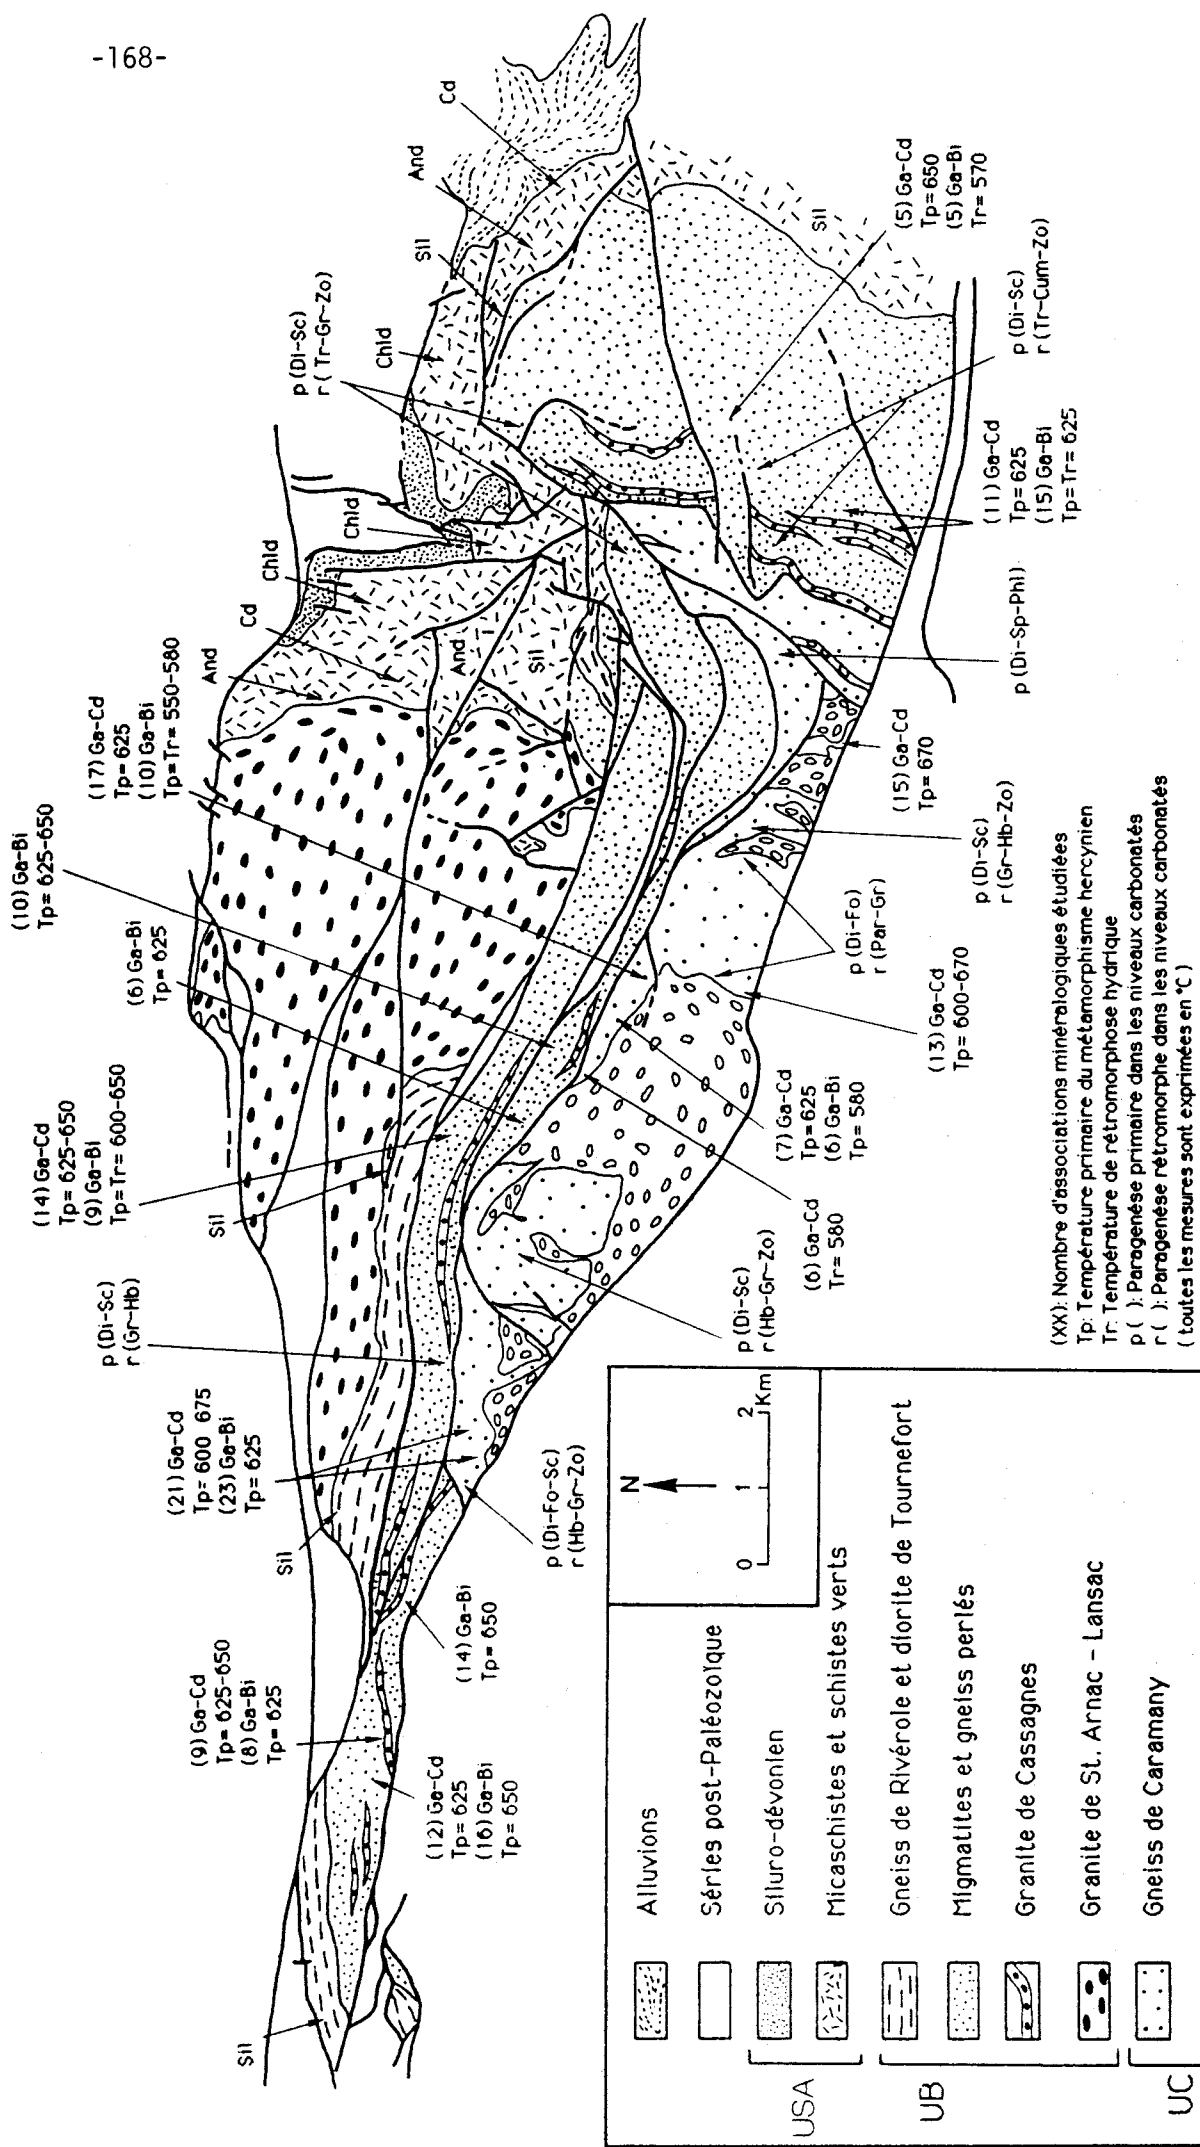 -168-
Sil
(9) Ga-Cd
Tp= 625-650
(8) Ga-Bi
Tp= 625
Sil
(21) Ga-Cd
Tp= 600 675
(23) Ga-Bi
Tp= 625
p (Di-Sc)
r (Gr-Hb)
Sil
(14) Ga-Cd
Tp= 625-650
(9) Ga-Bi
Tp=Tr= 600-650
(6) Ga-Bi
Tp= 625
(10) Ga-Bi
Tp= 625-650
(17) Ga-Cd
Tp= 625
(10) Ga-Bi
Tp=Tr= 550-580
And
Cd
Chld
Chld
p (Di-Sc)
r (Tr-Gr-Zo)
Chld
Sil
And
Cd
And
Sil
Sil
(12) Ga-Cd
Tp= 625
(16) Ga-Bi
Tp= 650
(14) Ga-Bi
Tp= 650
p (Di-Fo-Sc)
r (Hb-Gr-Zo)
p (Di-Sc)
r (Hb-Gr-Zo)
(6) Ga-Cd
Tr= 580
(7) Ga-Cd
Tp= 625
(6) Ga-Bi
Tp= 580
(13) Ga-Cd
Tp= 600-670
p (Di-Fo)
r (Par-Gr)
p (Di-Sc)
r (Gr-Hb-Zo)
(15) Ga-Cd
Tp= 670
p (Di-Sp-Phl)
(11) Ga-Cd
Tp= 625
(15) Ga-Bi
Tp=Tr= 625
p (Di-Sc)
r (Tr-Cum-Zo)
(5) Ga-Cd
Tp= 650
(5) Ga-Bi
Tr= 570
(XX): Nombre d'associations minéralogiques étudiées
Tp: Température primaire du métamorphisme hercynien
Tr: Température de rétromorphose hydrique
p ( ): Paragenèse primaire dans les niveaux carbonatés
r ( ): Paragenèse rétromorphe dans les niveaux carbonatés
(toutes les mesures sont exprimées en °C)
N
0 1 2 Km
Alluvions
Séries post-Paléozoïque
USA
Siluro-dévonien
Micaschistes et schistes verts
UB
Gneiss de Rivérole et diorite de Tournefort
Migmatites et gneiss perlés
Granite de Cassagnes
Granite de St. Arnac - Lansac
UC
Gneiss de Caramany